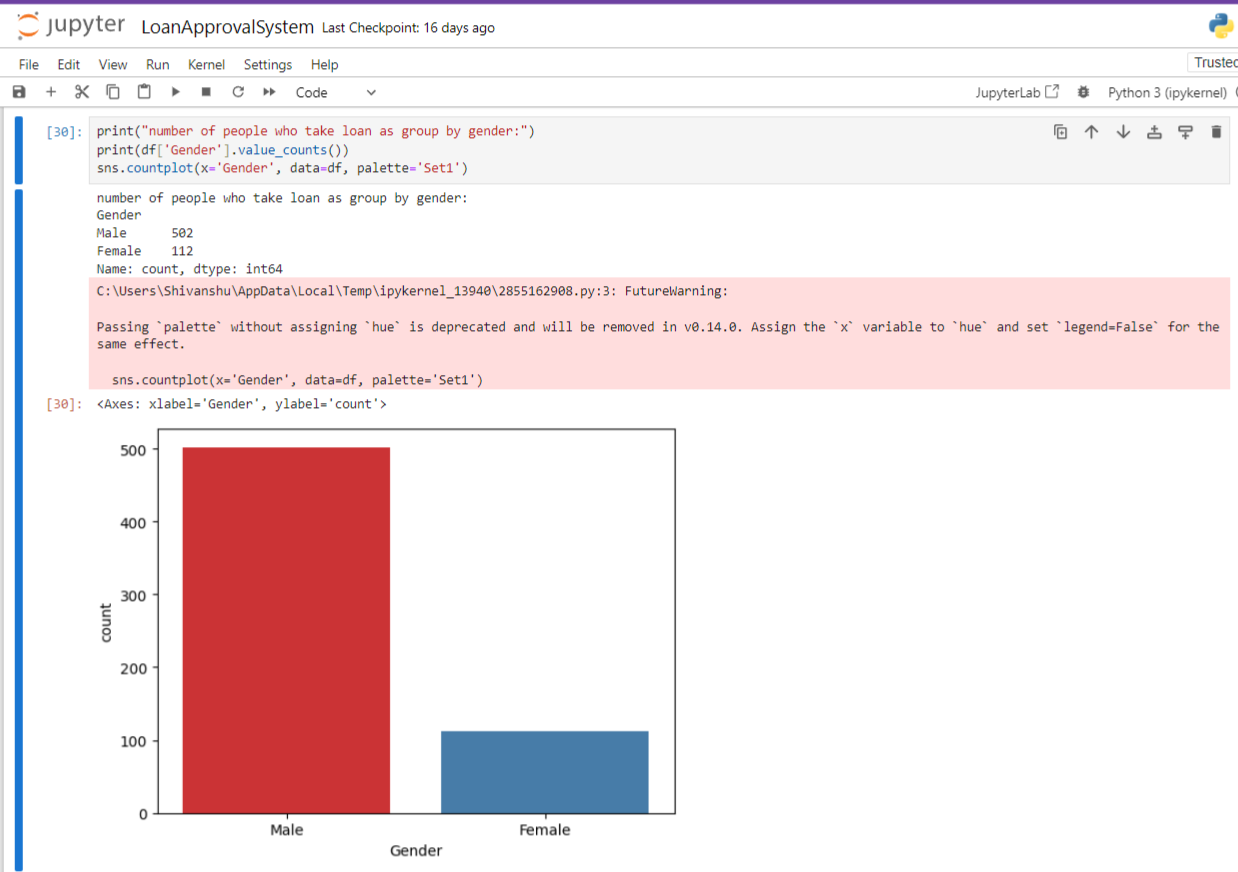 jupyter LoanApprovalSystem Last Checkpoint: 16 days ago
File Edit View Run Kernel Settings Help
Trusted
Code
JupyterLab Python 3 (ipykernel)
[30]: print("number of people who take loan as group by gender:")
print(df['Gender'].value_counts())
sns.countplot(x='Gender', data=df, palette='Set1')
number of people who take loan as group by gender:
Gender
Male 502
Female 112
Name: count, dtype: int64
C:\Users\Shivanshu\AppData\Local\Temp\ipykernel_13940\2855162908.py:3: FutureWarning:
Passing `palette` without assigning `hue` is deprecated and will be removed in v0.14.0. Assign the `x` variable to `hue` and set `legend=False` for the
same effect.
sns.countplot(x='Gender', data=df, palette='Set1')
[30]: <Axes: xlabel='Gender', ylabel='count'>
500
400
300
200
100
0
count
Male Female
Gender